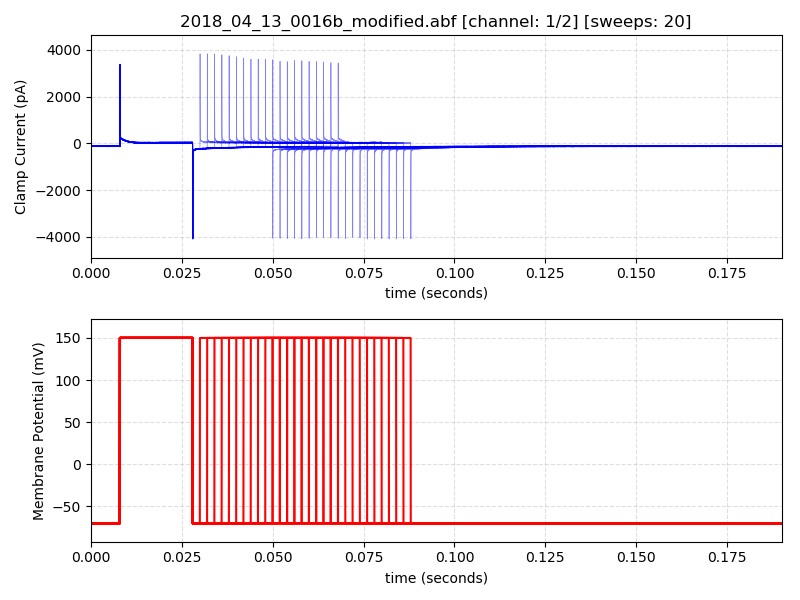 2018_04_13_0016b_modified.abf [channel: 1/2] [sweeps: 20]
Clamp Current (pA)
4000
2000
0
−2000
−4000
0.000 0.025 0.050 0.075 0.100 0.125 0.150 0.175
time (seconds)
Membrane Potential (mV)
150
100
50
0
−50
0.000 0.025 0.050 0.075 0.100 0.125 0.150 0.175
time (seconds)